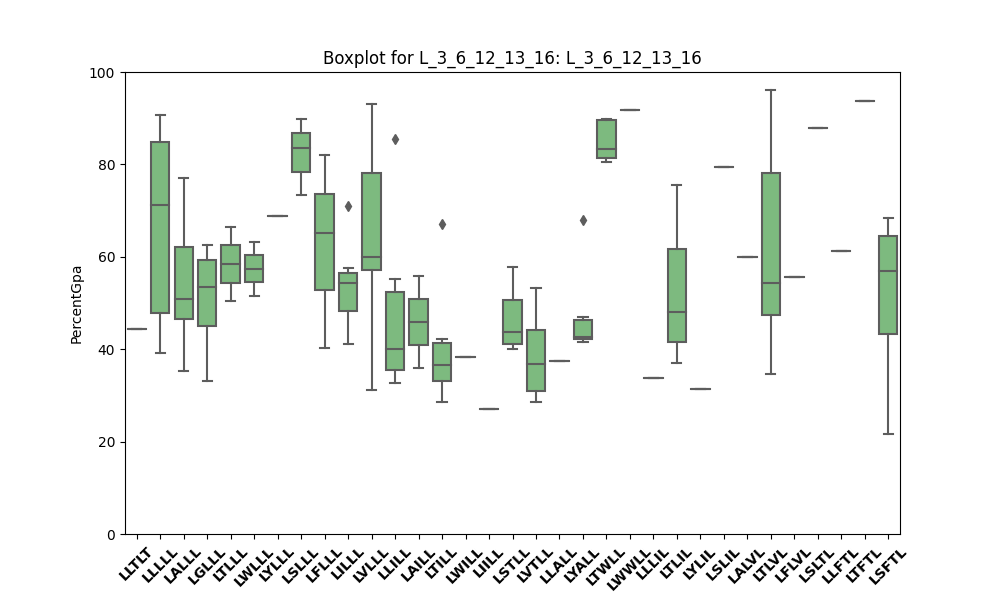 Boxplot for L_3_6_12_13_16: L_3_6_12_13_16
PercentGpa
100
80
60
40
20
0
LLTLT
LLLLL
LALLL
LGLLL
LTLLL
LWLLL
LYLLL
LSLLL
LFLLL
LILLL
LVLLL
LLILL
LAILL
LTILL
LWILL
LIILL
LSTLL
LVTLL
LLALL
LYALL
LTWLL
LWWLL
LLLIL
LTLIL
LYLIL
LSLIL
LALVL
LTLVL
LFLVL
LSLTL
LLFTL
LTFTL
LSFTL